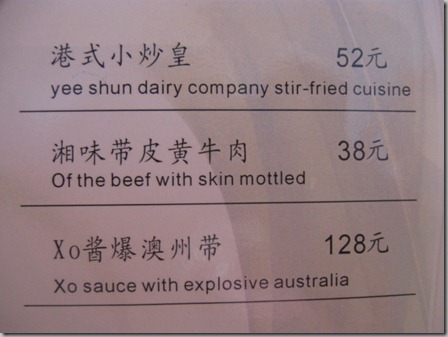 港式小炒皇 52元
yee shun dairy company stir-fried cuisine
湘味带皮黄牛肉 38元
Of the beef with skin mottled
Xo酱爆澳州带 128元
Xo sauce with explosive australia